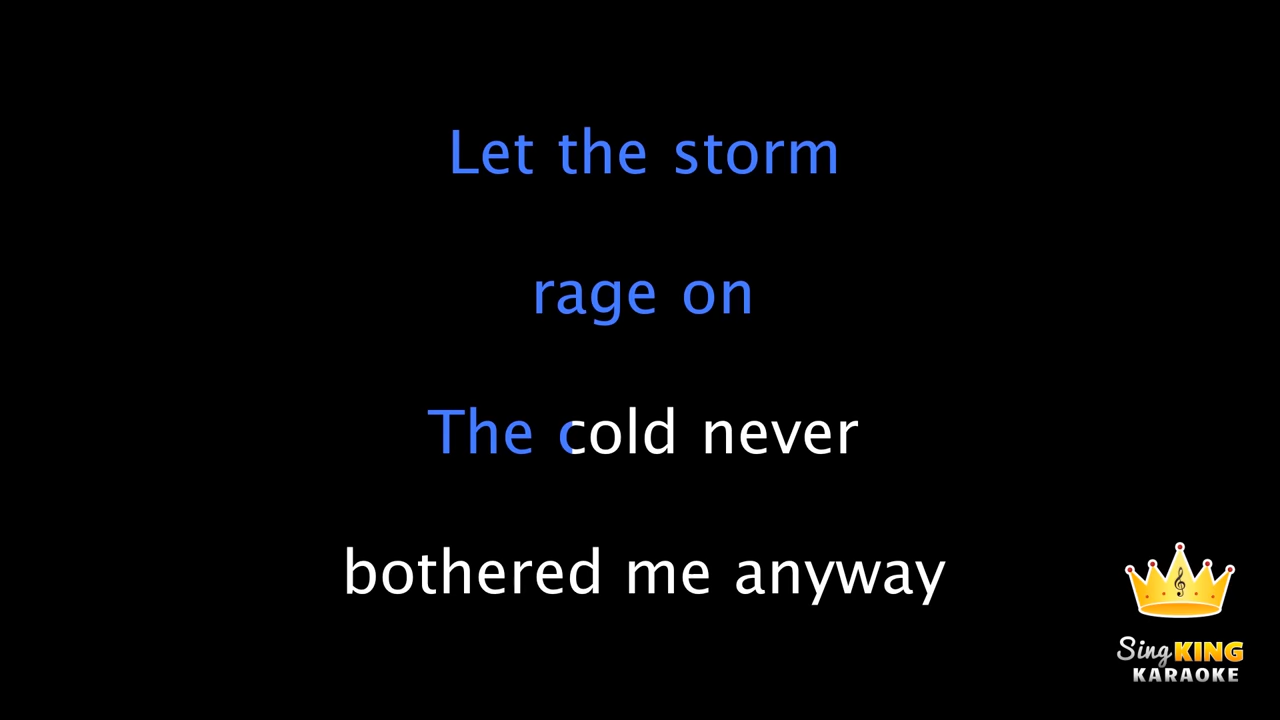 Let the storm
rage on
The cold never
bothered me anyway
Sing KING
KARAOKE